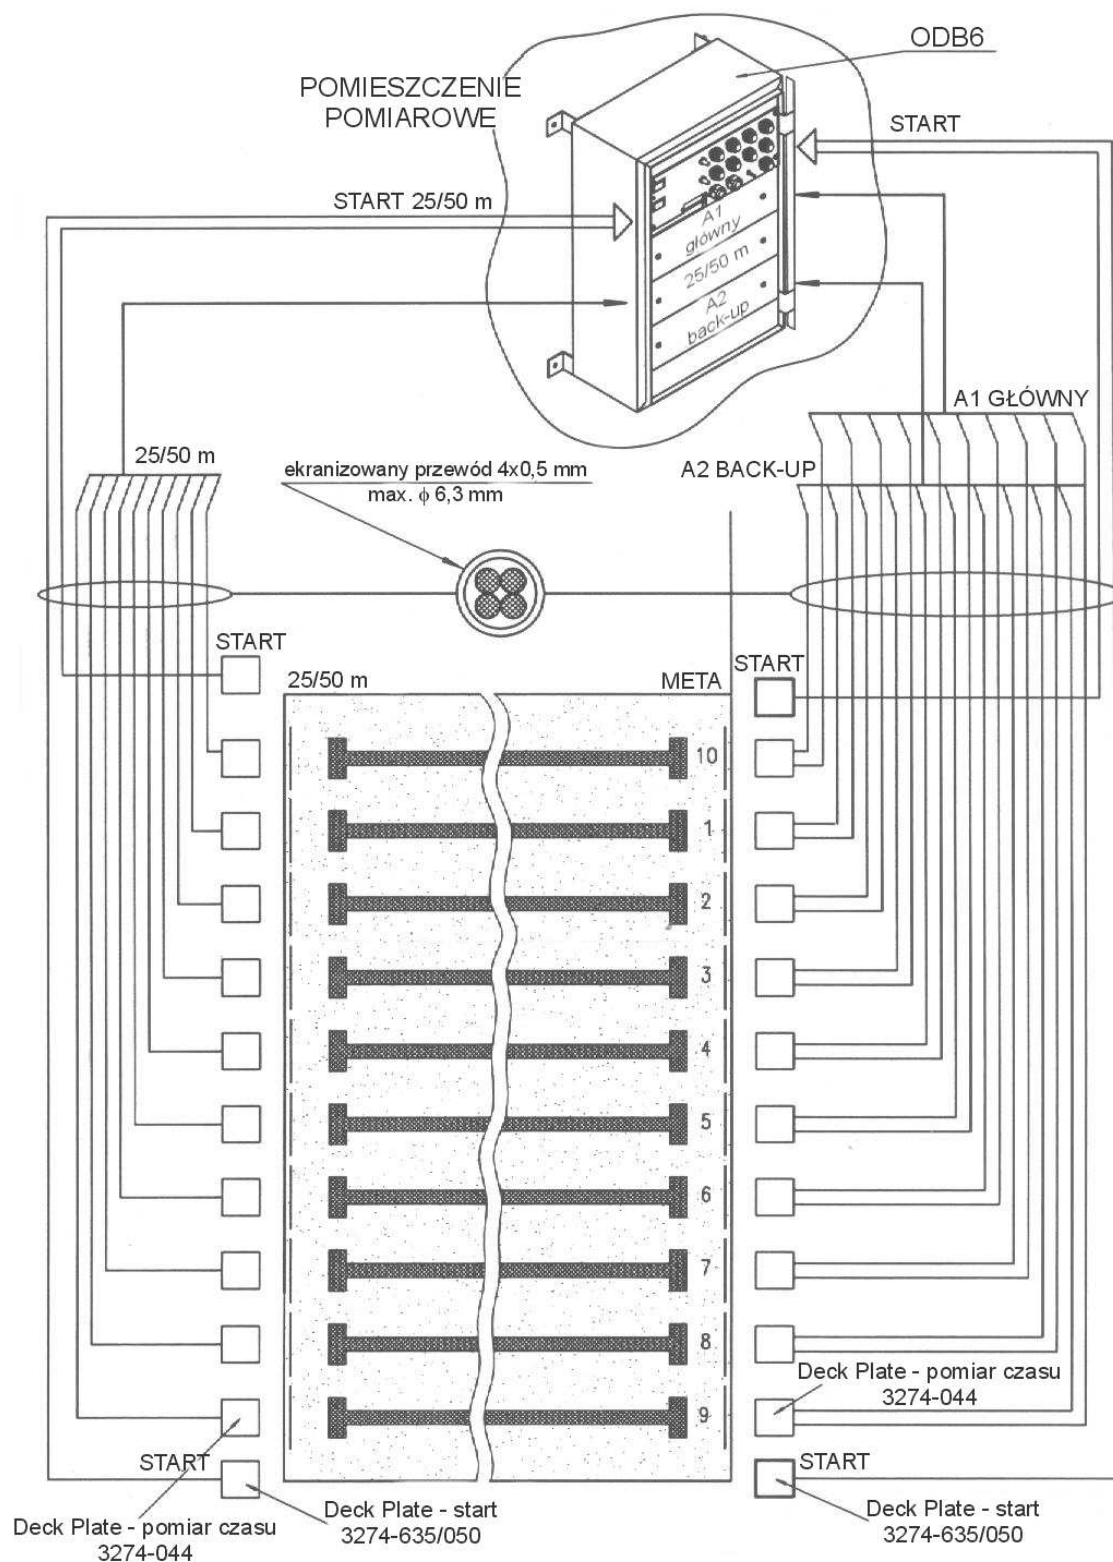 ODB6
POMIESZCZENIE
POMIAROWE
START
START 25/50 m
A1
główny
25/50 m
A2
back-up
A1 GŁÓWNY
25/50 m
ekranizowany przewód 4x0,5 mm
max. ϕ 6,3 mm
A2 BACK-UP
START
START
25/50 m
META
10
1
2
3
4
5
6
7
8
9
Deck Plate - pomiar czasu
3274-044
START
START
Deck Plate - pomiar czasu
3274-044
Deck Plate - start
3274-635/050
Deck Plate - start
3274-635/050